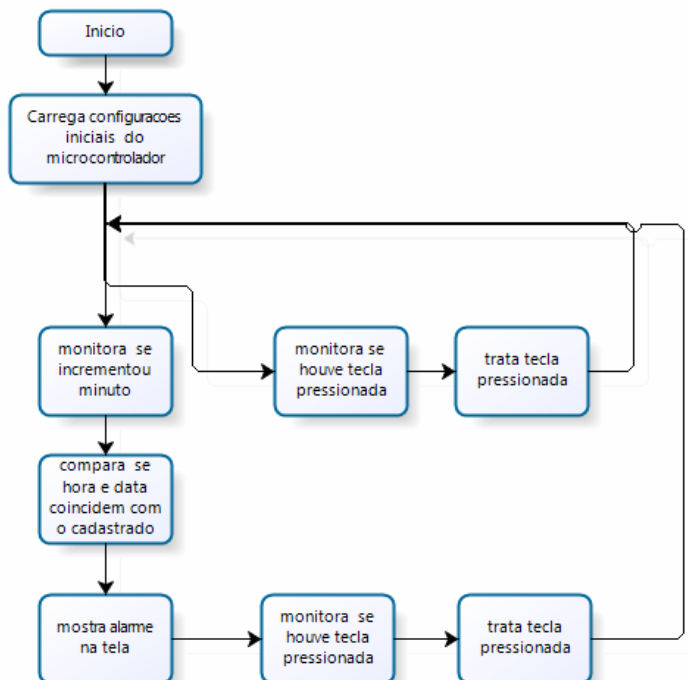 Inicio
Carrega configuracoes
iniciais do
microcontrolador
monitora se
incrementou
minuto
monitora se
houve tecla
pressionada
trata tecla
pressionada
compara se
hora e data
coincidem com
o cadastrado
mostra alarme
na tela
monitora se
houve tecla
pressionada
trata tecla
pressionada